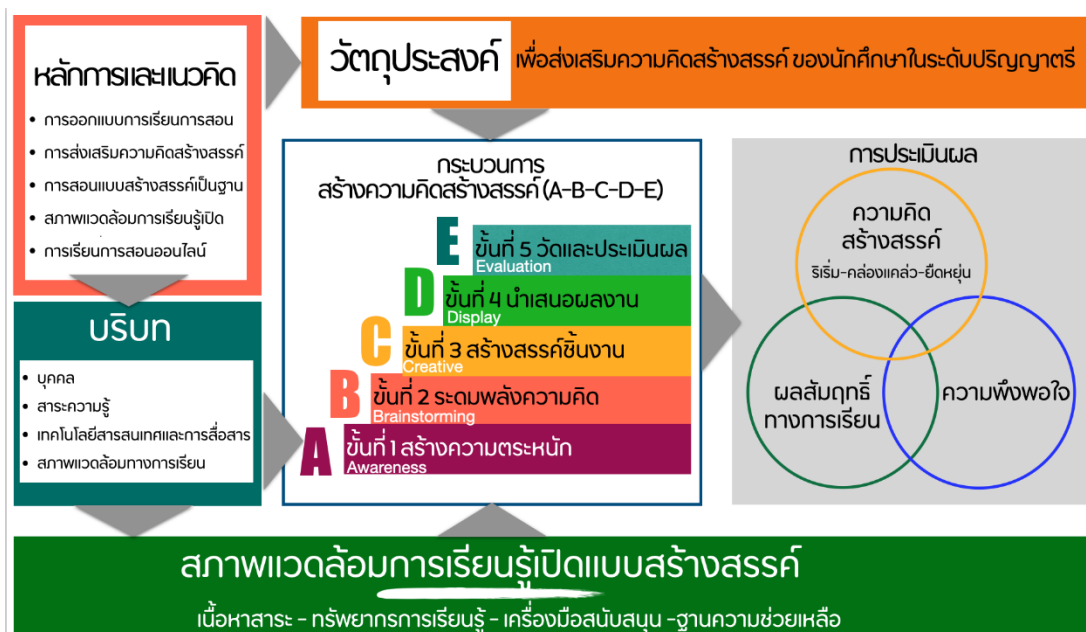 หลักการและแนวคิด
• การออกแบบการเรียนการสอน
• การส่งเสริมความคิดสร้างสรรค์
• การสอนแบบสร้างสรรค์เป็นฐาน
• สภาพแวดล้อมการเรียนรู้เปิด
• การเรียนการสอนออนไลน์
วัตถุประสงค์ เพื่อส่งเสริมความคิดสร้างสรรค์ ของนักศึกษาในระดับปริญญาตรี
บริบท
• บุคคล
• สาระความรู้
• เทคโนโลยีสารสนเทศและการสื่อสาร
• สภาพแวดล้อมทางการเรียน
กระบวนการ
สร้างความคิดสร้างสรรค์ (A-B-C-D-E)
E ขั้นที่ 5 วัดและประเมินผล
Evaluation
D ขั้นที่ 4 นำเสนอผลงาน
Display
C ขั้นที่ 3 สร้างสรรค์ชิ้นงาน
Creative
B ขั้นที่ 2 ระดมพลังความคิด
Brainstorming
A ขั้นที่ 1 สร้างความตระหนัก
Awareness
การประเมินผล
ความคิด
สร้างสรรค์
ริเริ่ม-คล่องแคล่ว-ยืดหยุ่น
ผลสัมฤทธิ์
ทางการเรียน
ความพึงพอใจ
สภาพแวดล้อมการเรียนรู้เปิดแบบสร้างสรรค์
เนื้อหาสาระ - ทรัพยากรการเรียนรู้ - เครื่องมือสนับสนุน -ฐานความช่วยเหลือ